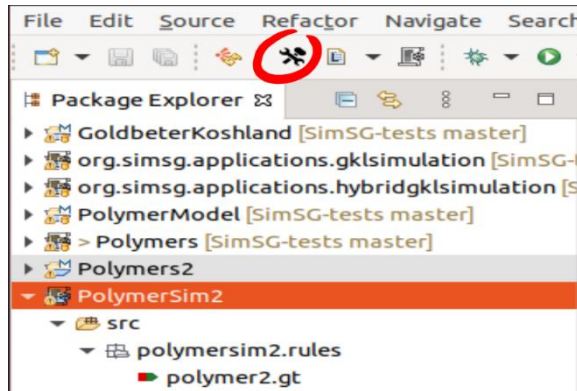 File Edit Source Refactor Navigate Search
Package Explorer
GoldbeterKoshland [SimSG-tests master]
org.simsg.applications.gklsimulation [SimSG-
org.simsg.applications.hybridgklsimulation [S
PolymerModel [SimSG-tests master]
> Polymers [SimSG-tests master]
Polymers2
PolymerSim2
src
polymersim2.rules
polymer2.gt